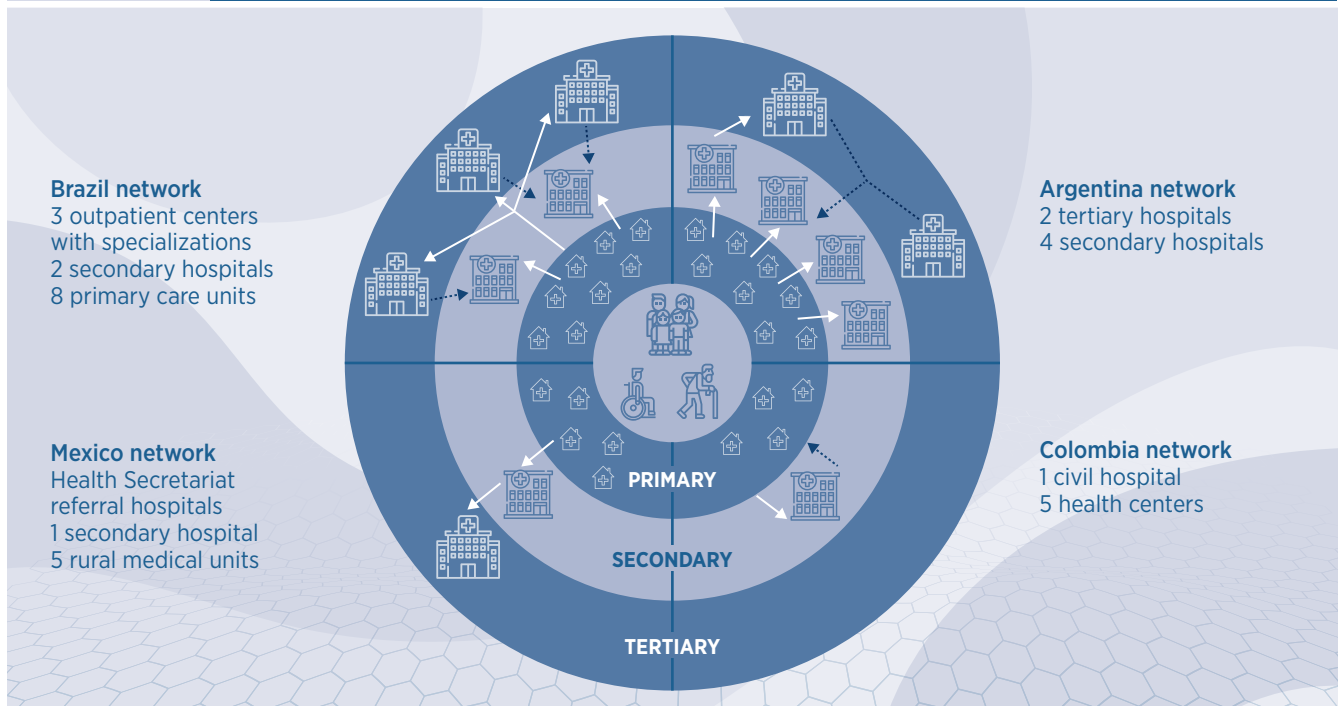 Brazil network
3 outpatient centers
with specializations
2 secondary hospitals
8 primary care units
Argentina network
2 tertiary hospitals
4 secondary hospitals
Mexico network
Health Secretariat
referral hospitals
1 secondary hospital
5 rural medical units
Colombia network
1 civil hospital
5 health centers
PRIMARY
SECONDARY
TERTIARY